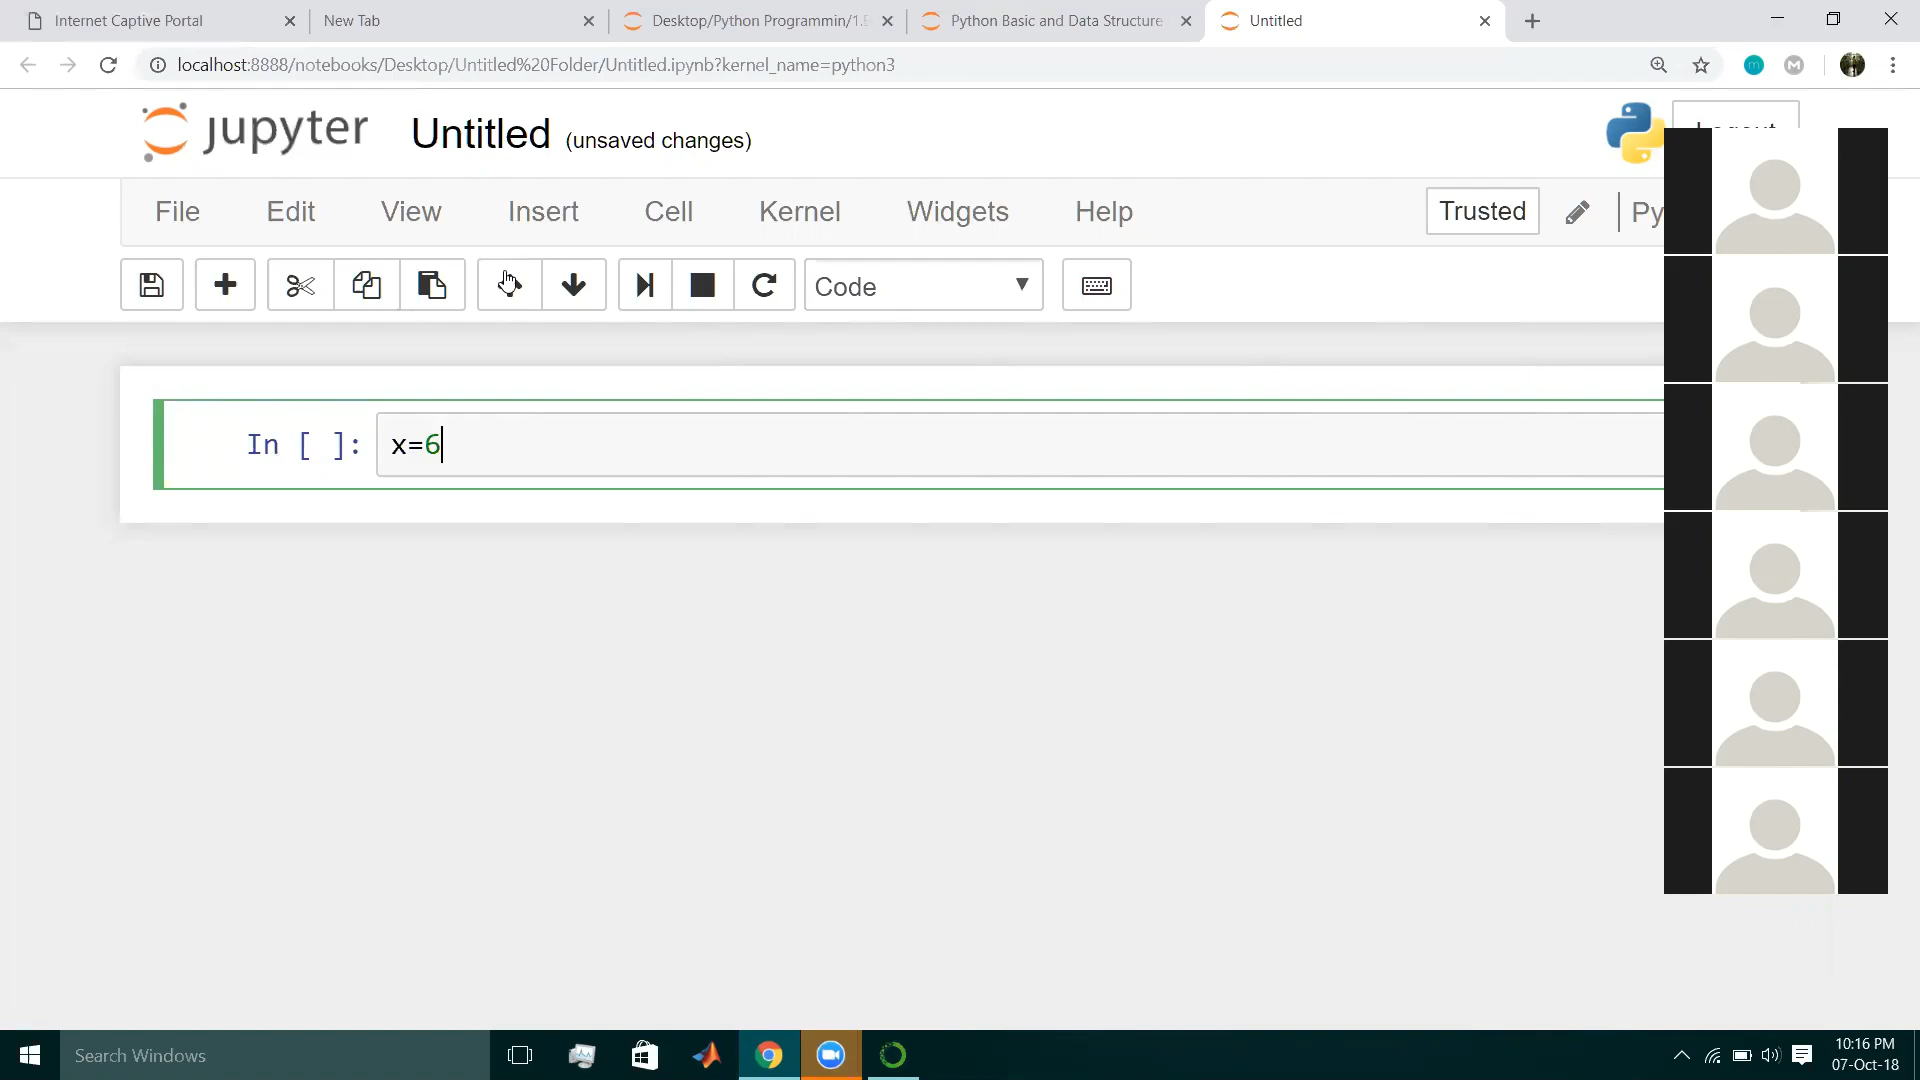 Internet Captive Portal
New Tab
Desktop/Python Programmin/1.
Python Basic and Data Structure
Untitled
localhost:8888/notebooks/Desktop/Untitled%20Folder/Untitled.ipynb?kernel_name=python3
jupyter
Untitled (unsaved changes)
File Edit View Insert Cell Kernel Widgets Help
Trusted
Py
Code
In [ ]: x=6
Search Windows
10:16 PM
07-Oct-18